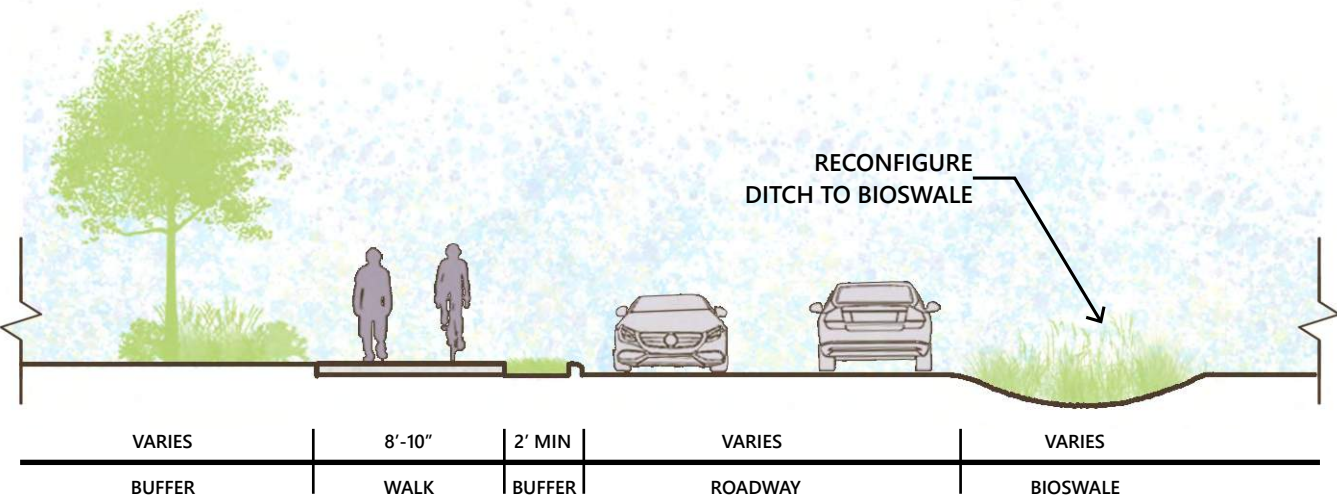 RECONFIGURE
DITCH TO BIOSWALE
VARIES 8’-10” 2’ MIN VARIES VARIES
BUFFER WALK BUFFER ROADWAY BIOSWALE